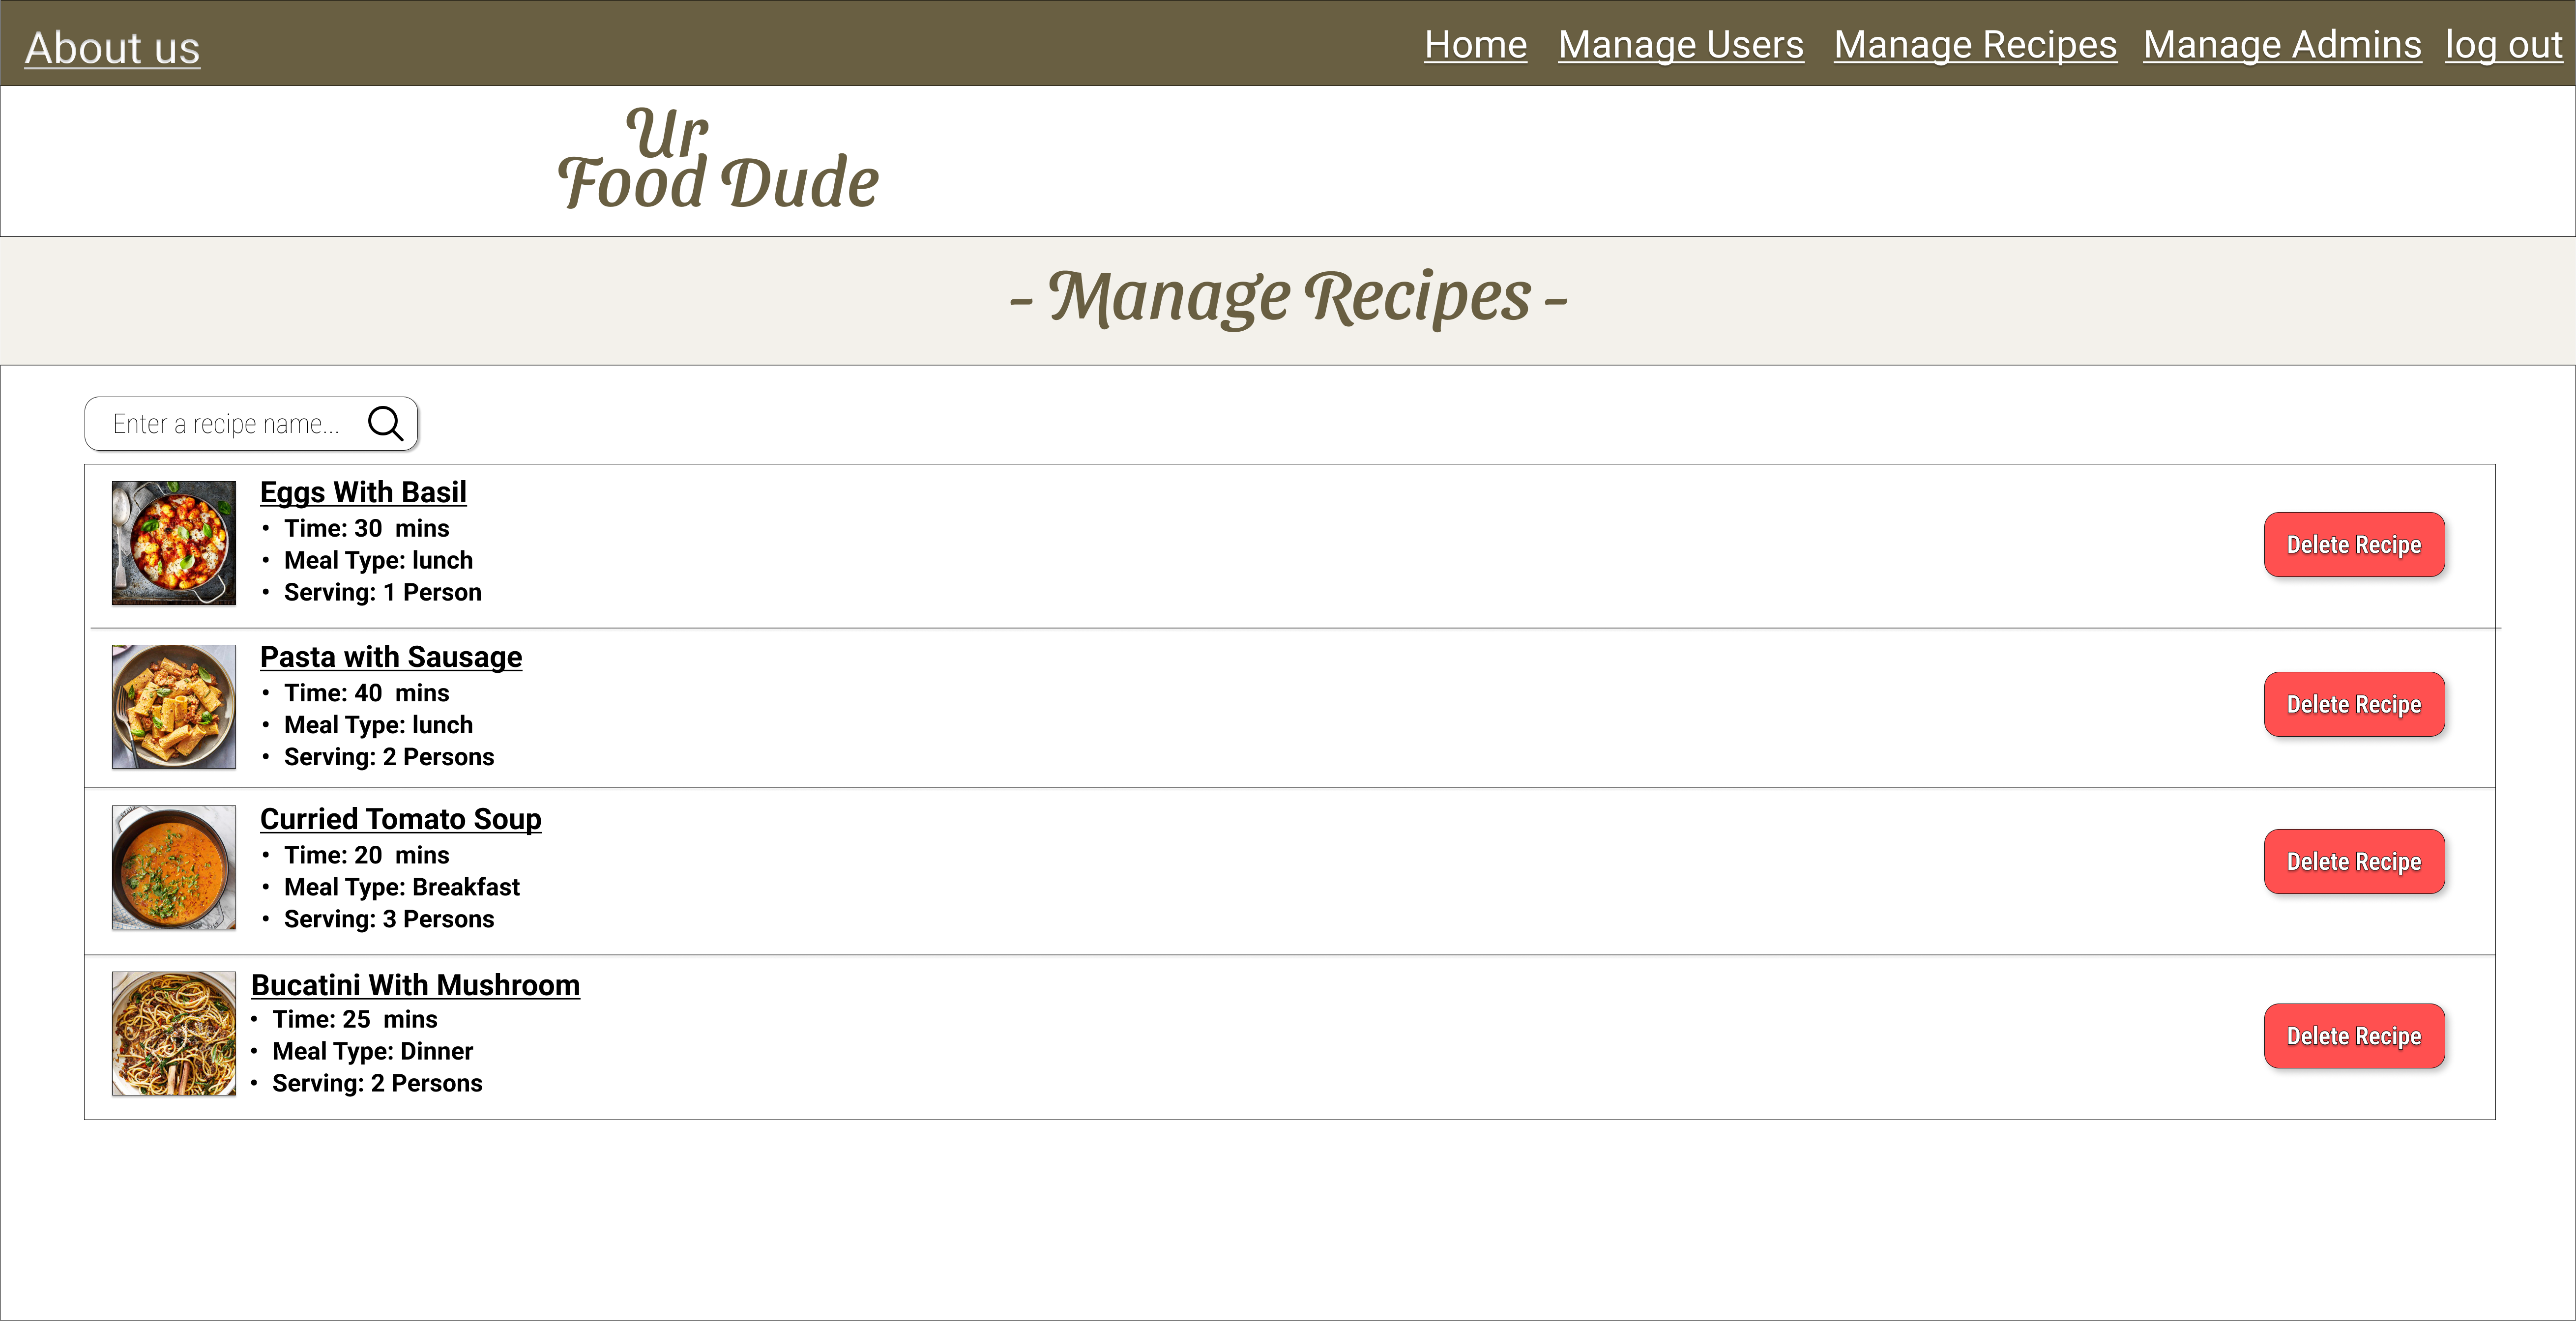 About us
Home Manage Users Manage Recipes Manage Admins log out
Ur
Food Dude
- Manage Recipes -
Enter a recipe name...
Eggs With Basil
• Time: 30 mins
• Meal Type: lunch
• Serving: 1 Person
Delete Recipe
Pasta with Sausage
• Time: 40 mins
• Meal Type: lunch
• Serving: 2 Persons
Delete Recipe
Curried Tomato Soup
• Time: 20 mins
• Meal Type: Breakfast
• Serving: 3 Persons
Delete Recipe
Bucatini With Mushroom
• Time: 25 mins
• Meal Type: Dinner
• Serving: 2 Persons
Delete Recipe